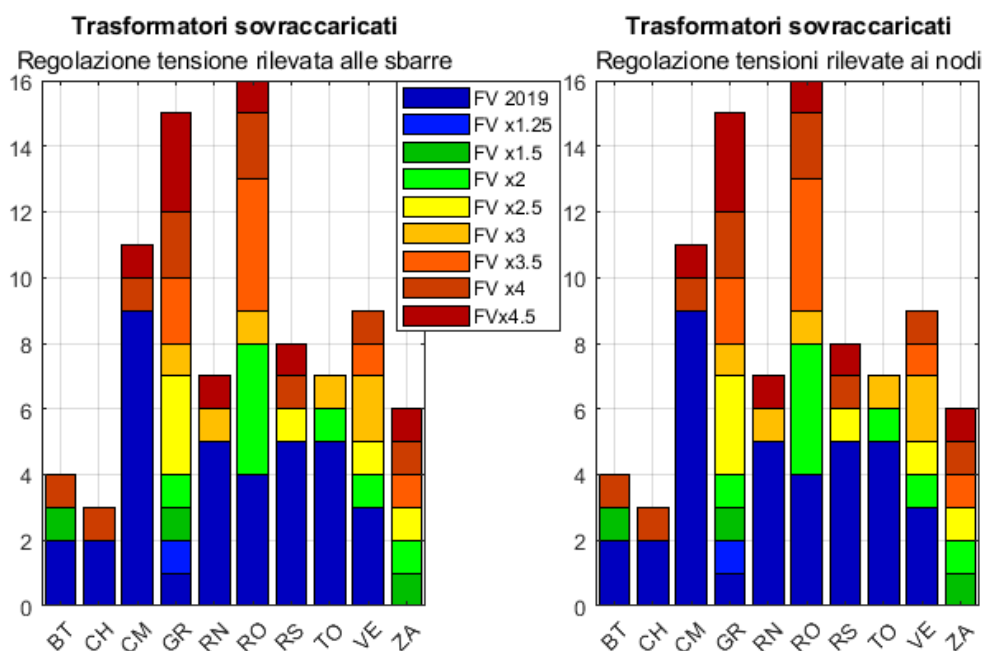 Trasformatori sovraccaricati
Regolazione tensione rilevata alle sbarre
16
14
12
10
8
6
4
2
0
BT
CH
CM
GR
RN
RO
RS
TO
VE
ZA
FV 2019
FV x1.25
FV x1.5
FV x2
FV x2.5
FV x3
FV x3.5
FV x4
FVx4.5
Trasformatori sovraccaricati
Regolazione tensioni rilevate ai nodi
16
14
12
10
8
6
4
2
0
BT
CH
CM
GR
RN
RO
RS
TO
VE
ZA